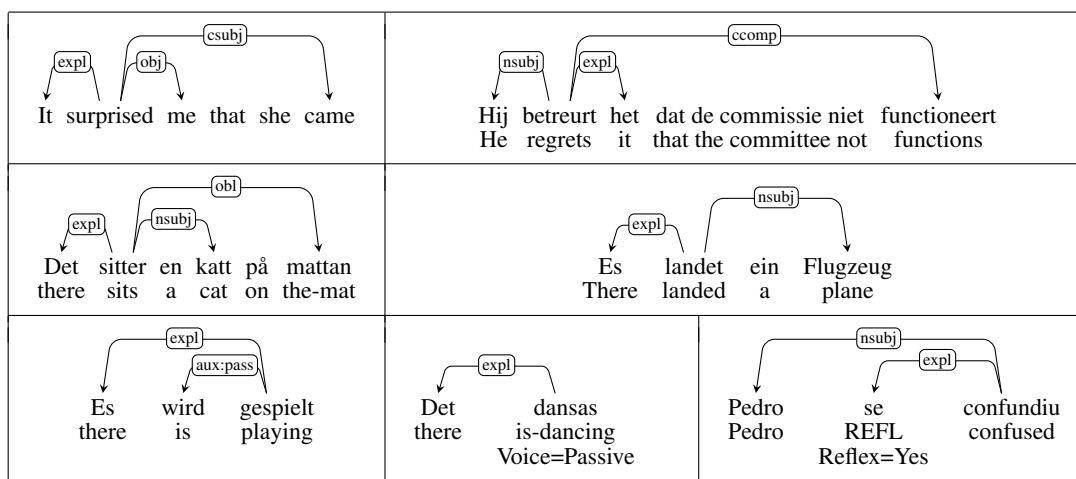 csubj
expl obj
It surprised me that she came
ccomp
nsubj expl
Hij betreurt het dat de commissie niet functioneert
He regrets it that the committee not functions
obl
expl nsubj
Det sitter en katt på mattan
there sits a cat on the-mat
nsubj
expl
Es landet ein Flugzeug
There landed a plane
expl
aux:pass
Es wird gespielt
there is playing
expl
Det dansas
there is-dancing
Voice=Passive
nsubj
expl
Pedro se confundiu
Pedro REFL confused
Reflex=Yes